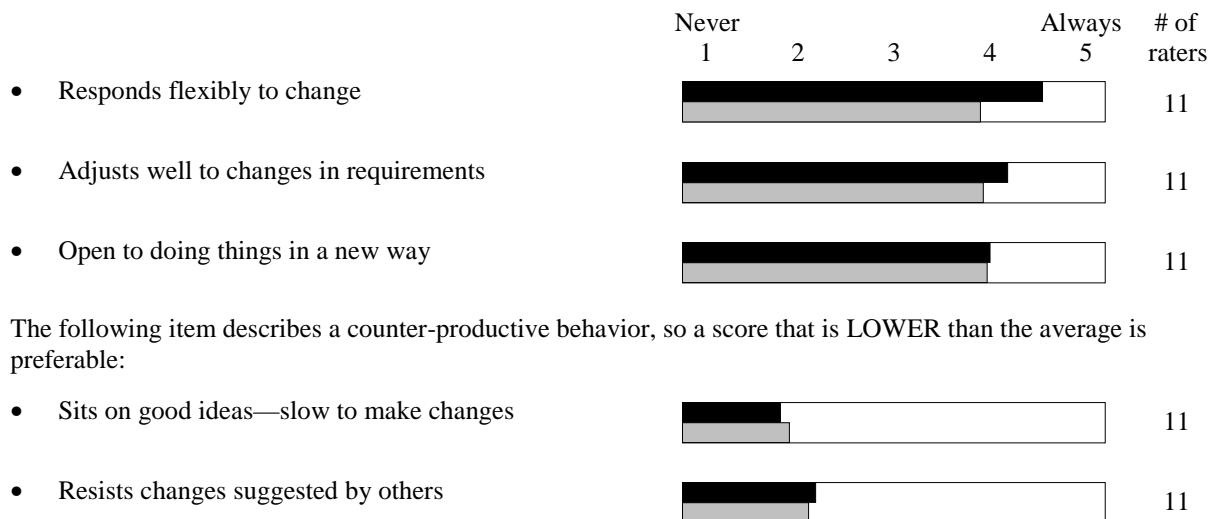 Never Always # of
1 2 3 4 5 raters
• Responds flexibly to change 11
• Adjusts well to changes in requirements 11
• Open to doing things in a new way 11
The following item describes a counter-productive behavior, so a score that is LOWER than the average is
preferable:
• Sits on good ideas—slow to make changes 11
• Resists changes suggested by others 11